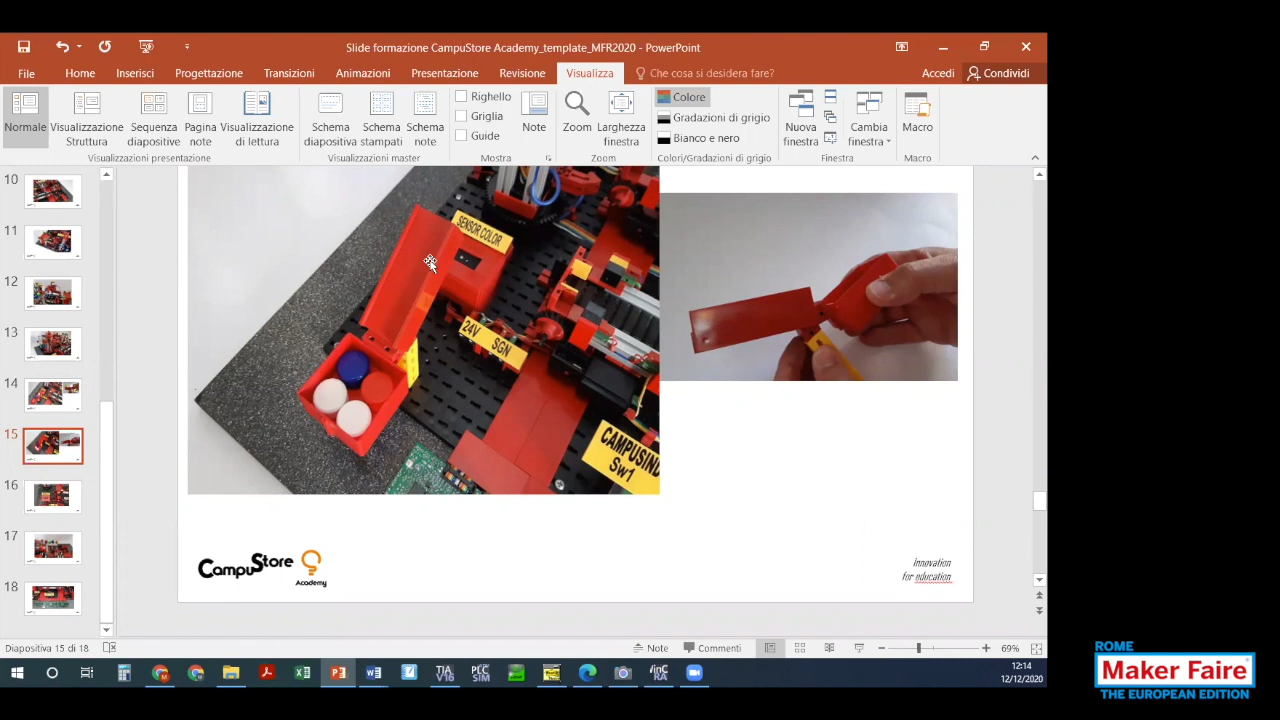 Slide formazione CampuStore Academy_template_MFR2020 - PowerPoint
File Home Inserisci Progettazione Transizioni Animazioni Presentazione Revisione Visualizza Che cosa si desidera fare? Accedi Condividi
Normale
Visualizzazione
Struttura
Sequenza
diapositive
Pagina
note
Visualizzazione
di lettura
Visualizzazioni presentazione
Schema
diapositiva
Schema
stampati
Schema
note
Visualizzazioni master
Righello
Griglia
Guide
Note
Mostra
Zoom
Larghezza
finestra
Zoom
Colore
Gradazioni di grigio
Bianco e nero
Colori/Gradazioni di grigio
Nuova
finestra
Cambia
finestra
Finestra
Macro
Macro
10
11
12
13
14
15
16
17
18
SENSOR COLOR
24V SGN
CAMPUSIND
Sw1
CampuStore
Academy
innovation
for education
Diapositiva 15 di 18
Note
Commenti
69%
TIA
V16
PLC
SIM
12:14
12/12/2020
ROME
Maker Faire
THE EUROPEAN EDITION